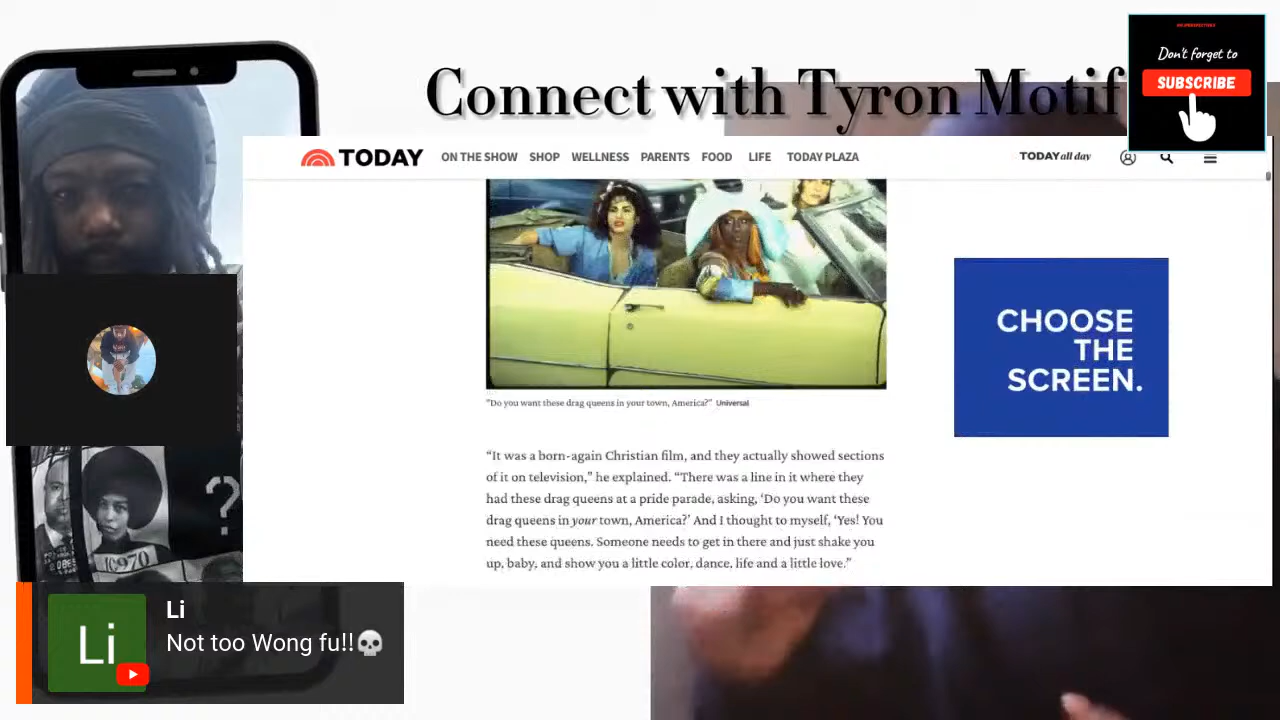 Connect with Tyron Motif
Don't forget to
SUBSCRIBE
TODAY ON THE SHOW SHOP WELLNESS PARENTS FOOD LIFE TODAY PLAZA TODAY all day
"Do you want these drag queens in your town, America?" Universal
CHOOSE
THE
SCREEN.
"It was a born-again Christian film, and they actually showed sections
of it on television," he explained. "There was a line in it where they
had these drag queens at a pride parade, asking, 'Do you want these
drag queens in your town, America?' And I thought to myself, 'Yes! You
need these queens. Someone needs to get in there and just shake you
up, baby, and show you a little color, dance, life and a little love."
?
Li
Li
Not too Wong fu!!💀